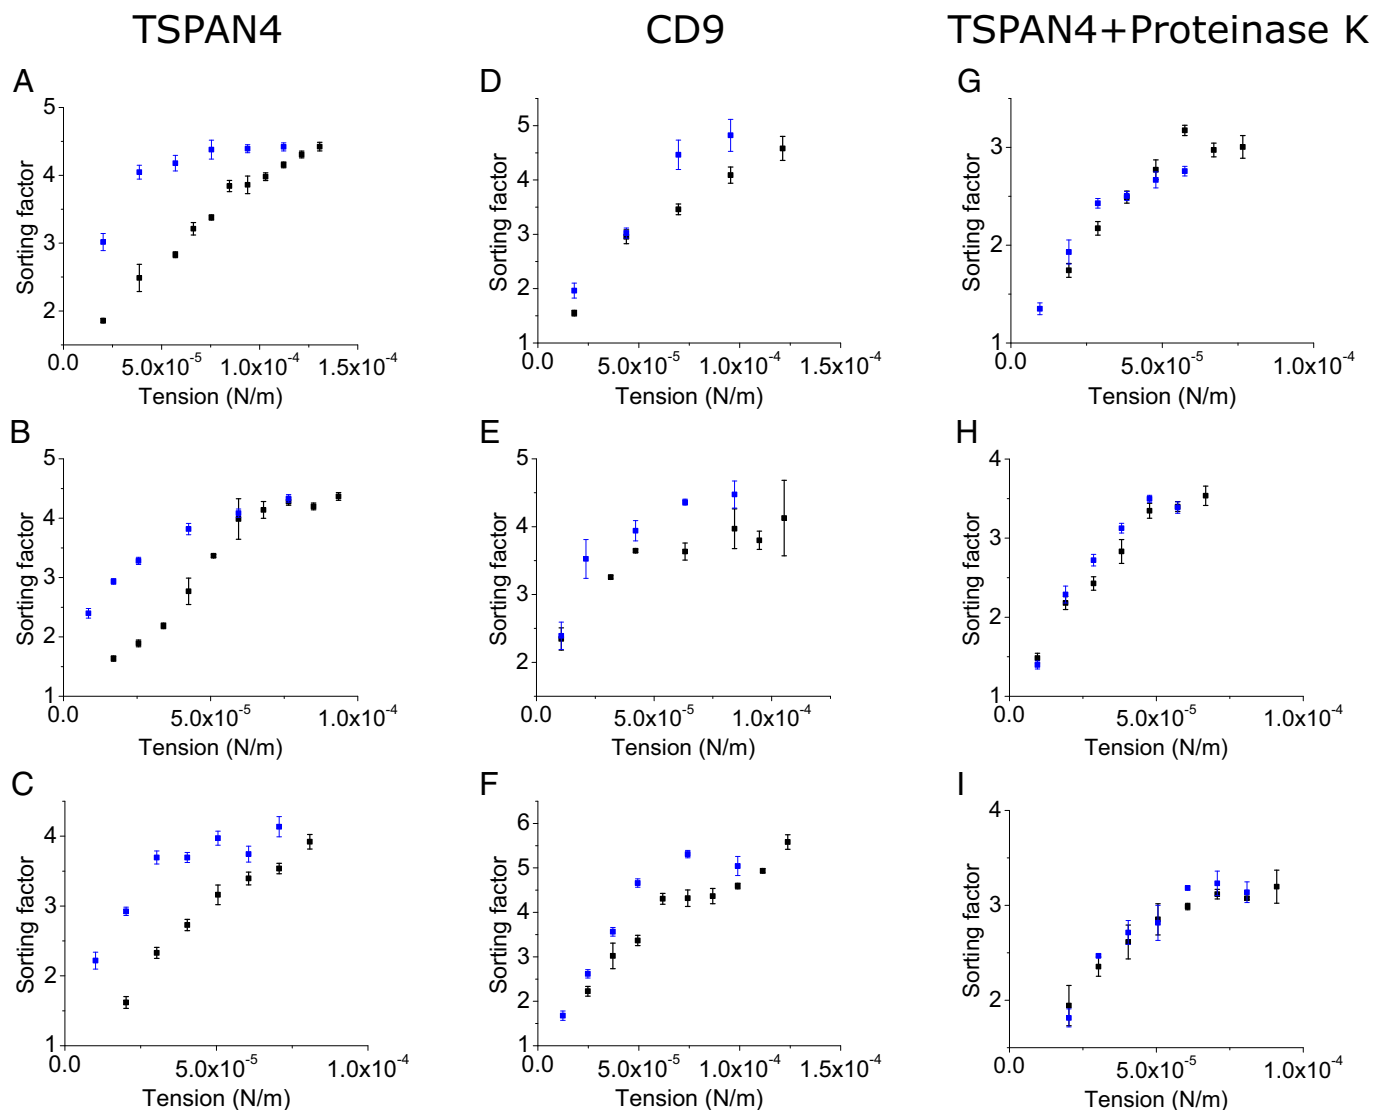 TSPAN4 CD9 TSPAN4+Proteinase K
A D G
5 4 3 2
Sorting factor
0.0 5.0x10⁻⁵ 1.0x10⁻⁴ 1.5x10⁻⁴
Tension (N/m)
5 4 3 2 1
Sorting factor
0.0 5.0x10⁻⁵ 1.0x10⁻⁴ 1.5x10⁻⁴
Tension (N/m)
3 2 1
Sorting factor
0.0 5.0x10⁻⁵ 1.0x10⁻⁴
Tension (N/m)
B E H
5 4 3 2 1
Sorting factor
0.0 5.0x10⁻⁵ 1.0x10⁻⁴
Tension (N/m)
5 4 3 2
Sorting factor
0.0 5.0x10⁻⁵ 1.0x10⁻⁴
Tension (N/m)
4 3 2 1
Sorting factor
0.0 5.0x10⁻⁵ 1.0x10⁻⁴
Tension (N/m)
C F I
4 3 2 1
Sorting factor
0.0 5.0x10⁻⁵ 1.0x10⁻⁴
Tension (N/m)
6 5 4 3 2 1
Sorting factor
0.0 5.0x10⁻⁵ 1.0x10⁻⁴ 1.5x10⁻⁴
Tension (N/m)
4 3 2
Sorting factor
0.0 5.0x10⁻⁵ 1.0x10⁻⁴
Tension (N/m)